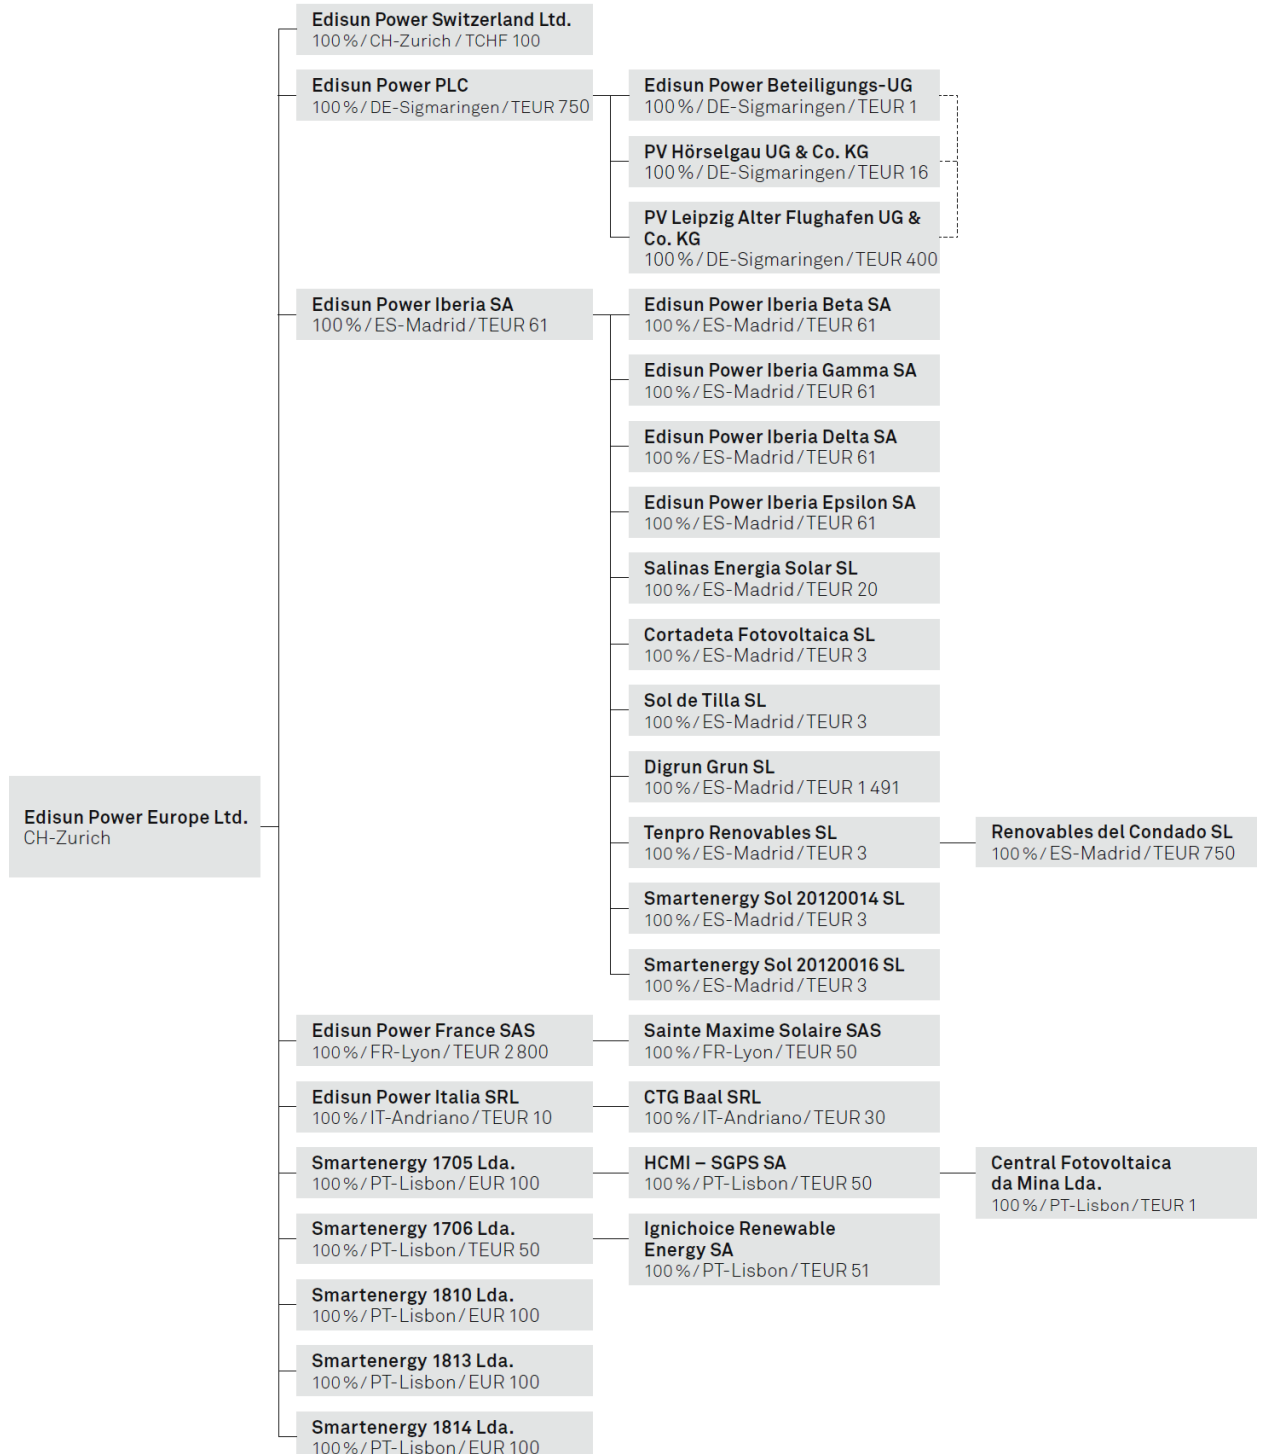 Edisun Power Switzerland Ltd.
100 % / CH-Zurich / TCHF 100
Edisun Power PLC
100 % / DE-Sigmaringen / TEUR 750
Edisun Power Beteiligungs-UG
100 % / DE-Sigmaringen / TEUR 1
PV Hörselgau UG & Co. KG
100 % / DE-Sigmaringen / TEUR 16
PV Leipzig Alter Flughafen UG &
Co. KG
100 % / DE-Sigmaringen / TEUR 400
Edisun Power Iberia SA
100 % / ES-Madrid / TEUR 61
Edisun Power Iberia Beta SA
100 % / ES-Madrid / TEUR 61
Edisun Power Iberia Gamma SA
100 % / ES-Madrid / TEUR 61
Edisun Power Iberia Delta SA
100 % / ES-Madrid / TEUR 61
Edisun Power Iberia Epsilon SA
100 % / ES-Madrid / TEUR 61
Salinas Energia Solar SL
100 % / ES-Madrid / TEUR 20
Cortadeta Fotovoltaica SL
100 % / ES-Madrid / TEUR 3
Sol de Tilla SL
100 % / ES-Madrid / TEUR 3
Digrun Grun SL
100 % / ES-Madrid / TEUR 1 491
Edisun Power Europe Ltd.
CH-Zurich
Tenpro Renovables SL
100 % / ES-Madrid / TEUR 3
Renovables del Condado SL
100 % / ES-Madrid / TEUR 750
Smartenergy Sol 20120014 SL
100 % / ES-Madrid / TEUR 3
Smartenergy Sol 20120016 SL
100 % / ES-Madrid / TEUR 3
Edisun Power France SAS
100 % / FR-Lyon / TEUR 2 800
Sainte Maxime Solaire SAS
100 % / FR-Lyon / TEUR 50
Edisun Power Italia SRL
100 % / IT-Andriano / TEUR 10
CTG Baal SRL
100 % / IT-Andriano / TEUR 30
Smartenergy 1705 Lda.
100 % / PT-Lisbon / EUR 100
HCMI – SGPS SA
100 % / PT-Lisbon / TEUR 50
Central Fotovoltaica
da Mina Lda.
100 % / PT-Lisbon / TEUR 1
Smartenergy 1706 Lda.
100 % / PT-Lisbon / TEUR 50
Ignichoice Renewable
Energy SA
100 % / PT-Lisbon / TEUR 51
Smartenergy 1810 Lda.
100 % / PT-Lisbon / EUR 100
Smartenergy 1813 Lda.
100 % / PT-Lisbon / EUR 100
Smartenergy 1814 Lda.
100 % / PT-Lisbon / EUR 100